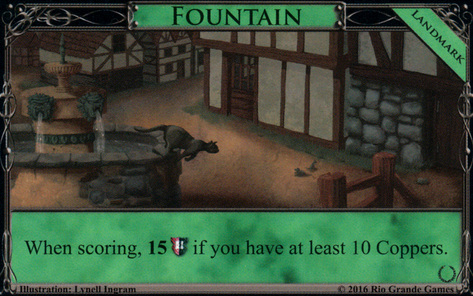 FOUNTAIN
LANDMARK
When scoring, 15 if you have at least 10 Coppers.
Illustration: Lynell Ingram © 2016 Rio Grande Games